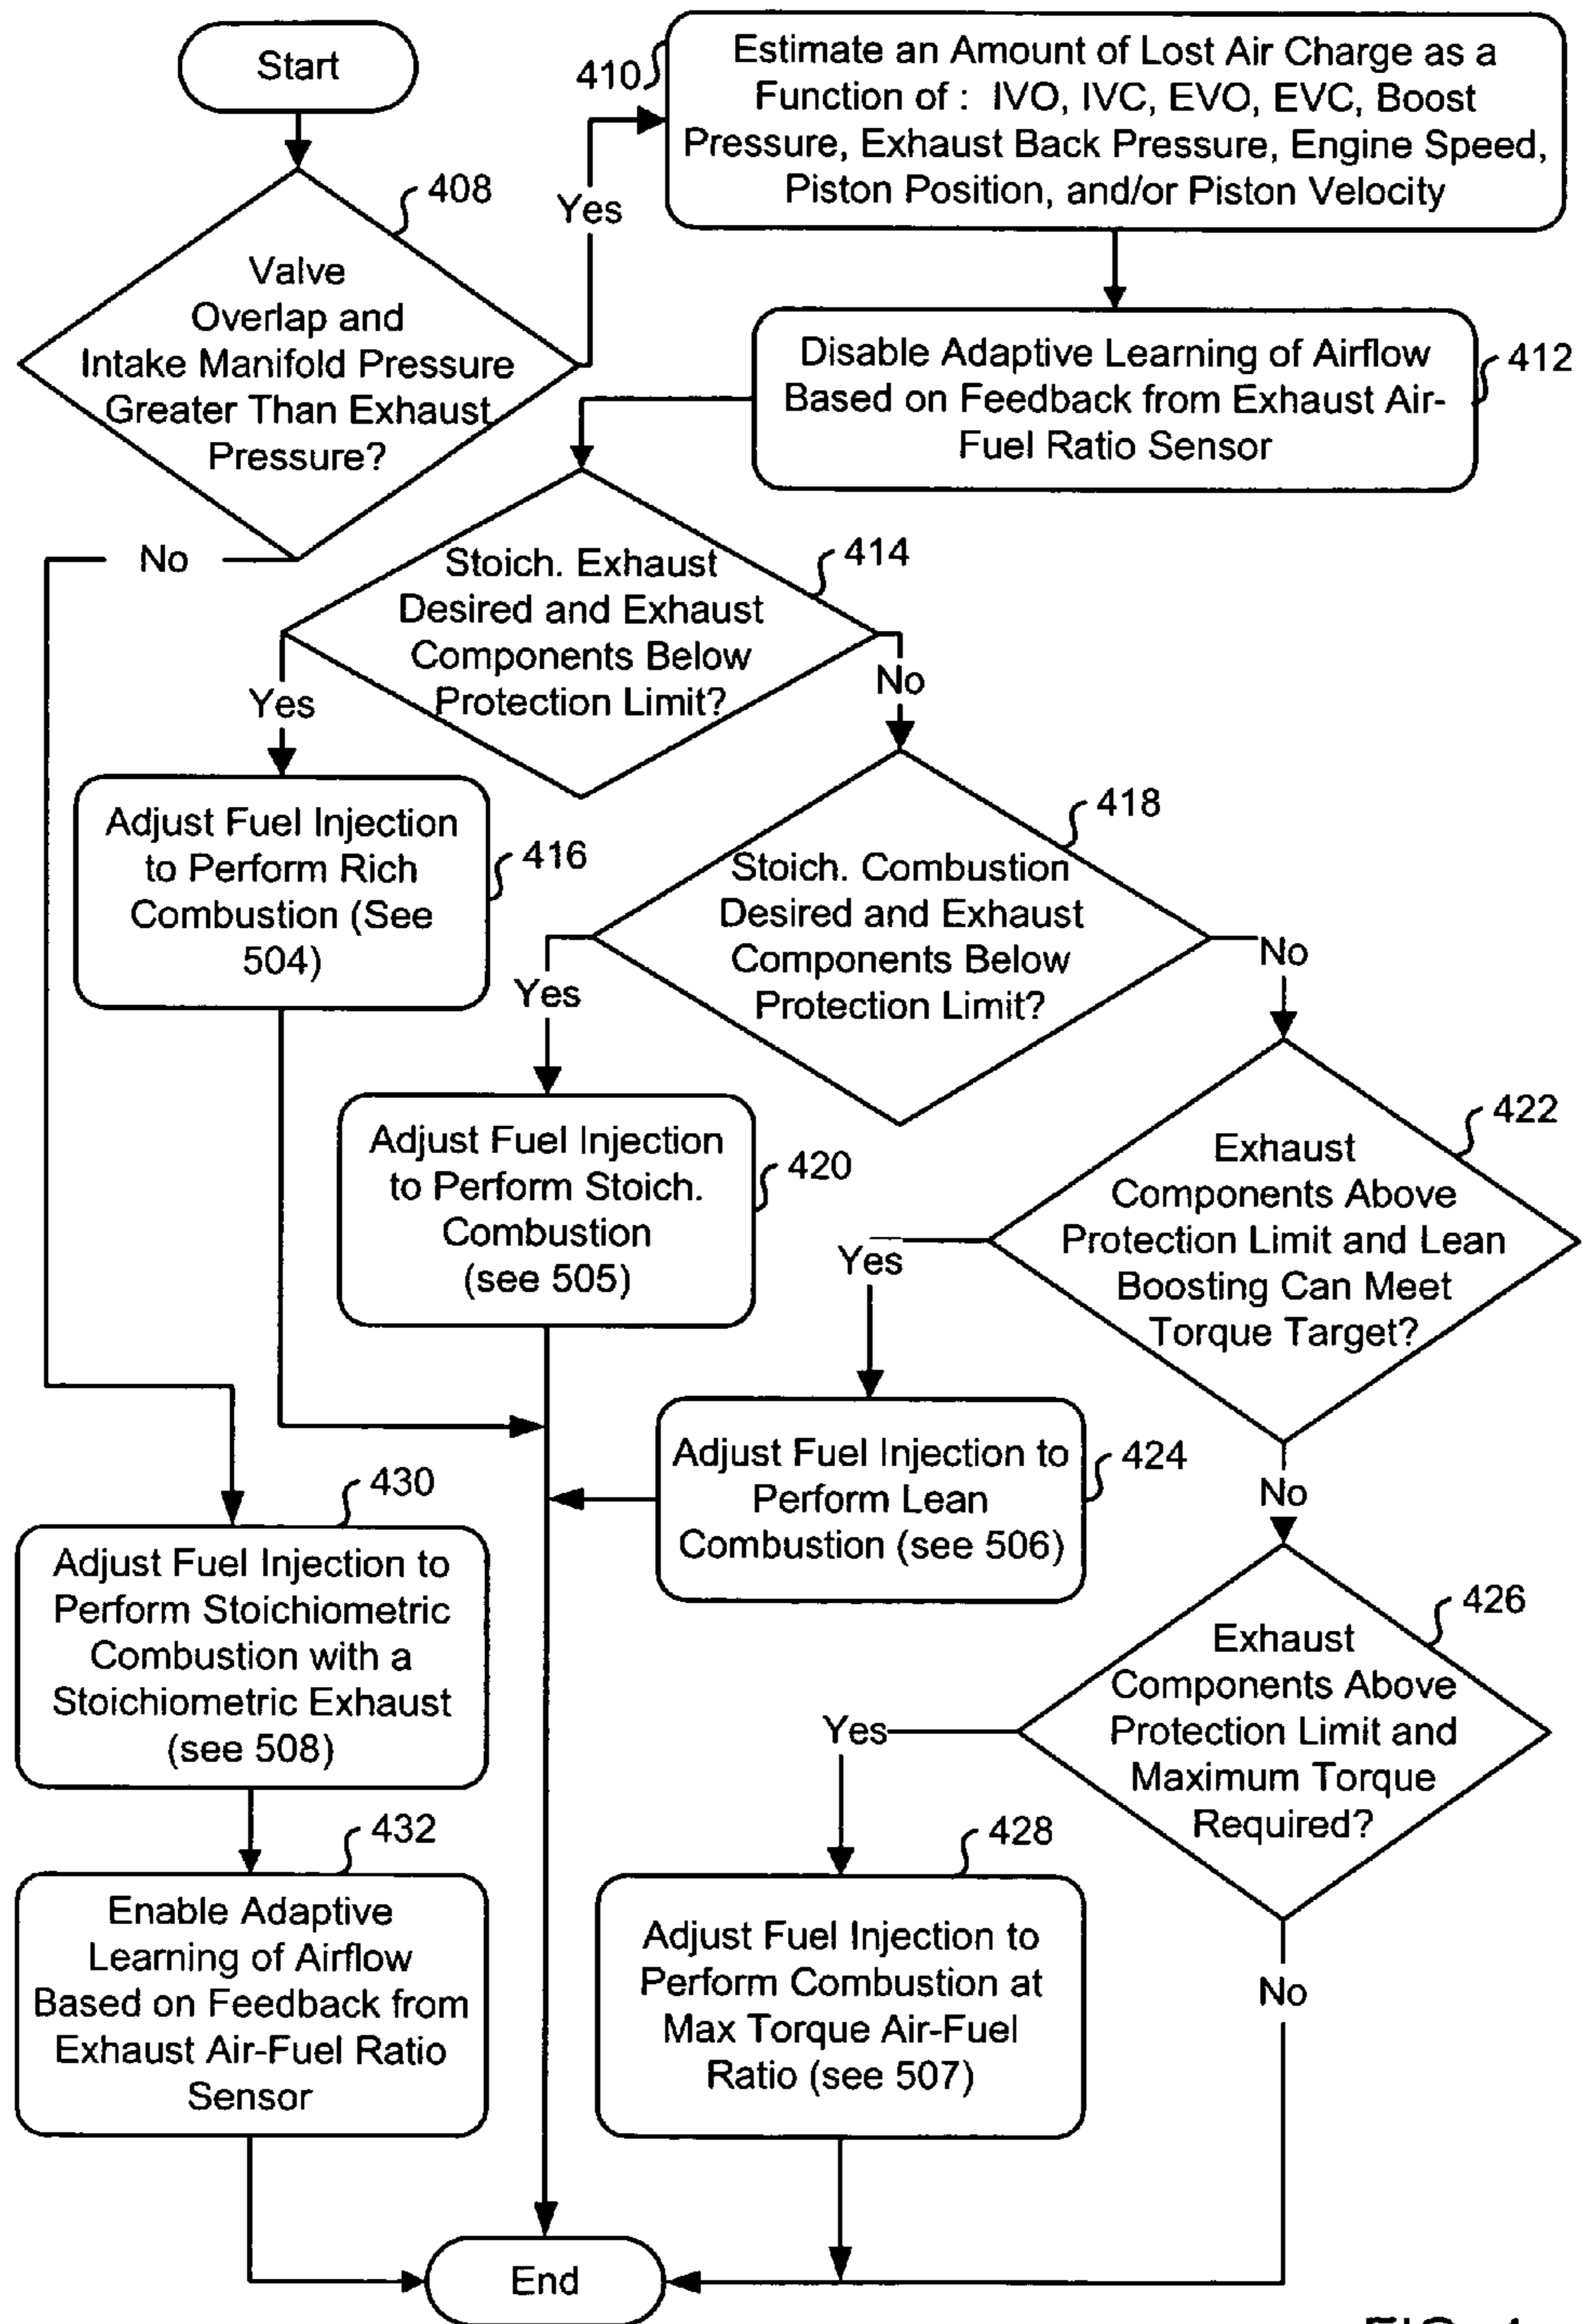 Start
410
Estimate an Amount of Lost Air Charge as a
Function of : IVO, IVC, EVO, EVC, Boost
Pressure, Exhaust Back Pressure, Engine Speed,
Piston Position, and/or Piston Velocity
408
Yes
Valve
Overlap and
Intake Manifold Pressure
Greater Than Exhaust
Pressure?
Disable Adaptive Learning of Airflow
Based on Feedback from Exhaust Air-
Fuel Ratio Sensor
412
No
Stoich. Exhaust
Desired and Exhaust
Components Below
Protection Limit?
414
Yes
No
Adjust Fuel Injection
to Perform Rich
Combustion (See
504)
416
418
Stoich. Combustion
Desired and Exhaust
Components Below
Protection Limit?
Yes
No
Adjust Fuel Injection
to Perform Stoich.
Combustion
(see 505)
420
422
Exhaust
Components Above
Protection Limit and Lean
Boosting Can Meet
Torque Target?
Yes
No
Adjust Fuel Injection to
Perform Lean
Combustion (see 506)
424
430
Adjust Fuel Injection to
Perform Stoichiometric
Combustion with a
Stoichiometric Exhaust
(see 508)
426
Exhaust
Components Above
Protection Limit and
Maximum Torque
Required?
Yes
No
432
Enable Adaptive
Learning of Airflow
Based on Feedback from
Exhaust Air-Fuel Ratio
Sensor
428
Adjust Fuel Injection to
Perform Combustion at
Max Torque Air-Fuel
Ratio (see 507)
End